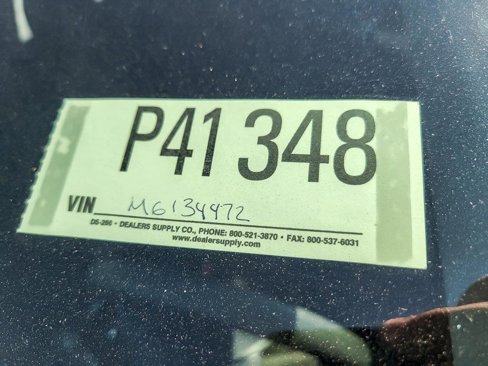 P41 348
VIN M6134472
DS-286 • DEALERS SUPPLY CO., PHONE: 800-521-3870 • FAX: 800-537-6031
www.dealersupply.com